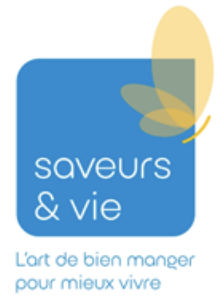 saveurs
& vie
L'art de bien manger
pour mieux vivre